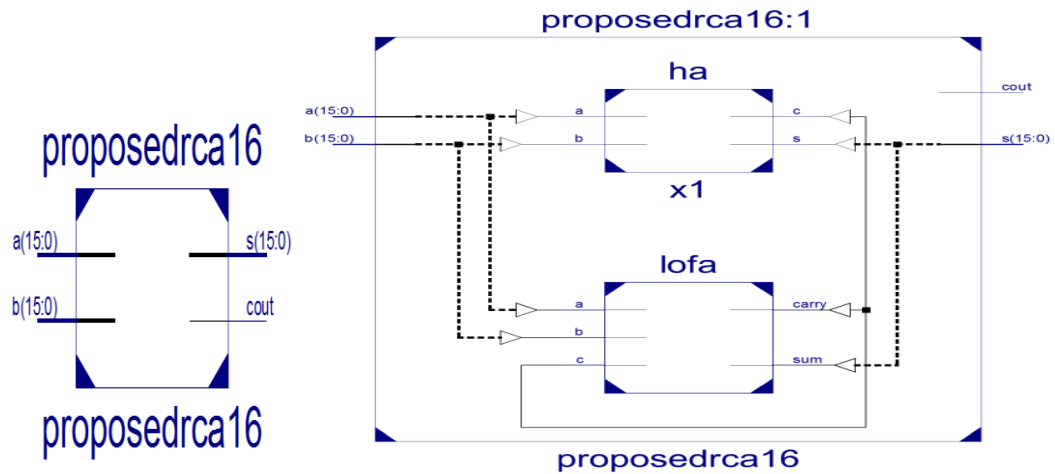 proposedrca16
a(15:0)
s(15:0)
b(15:0)
cout
proposedrca16
proposedrca16:1
ha
cout
a(15:0)
a
c
b(15:0)
b
s
s(15:0)
x1
lofa
a
carry
b
c
sum
proposedrca16